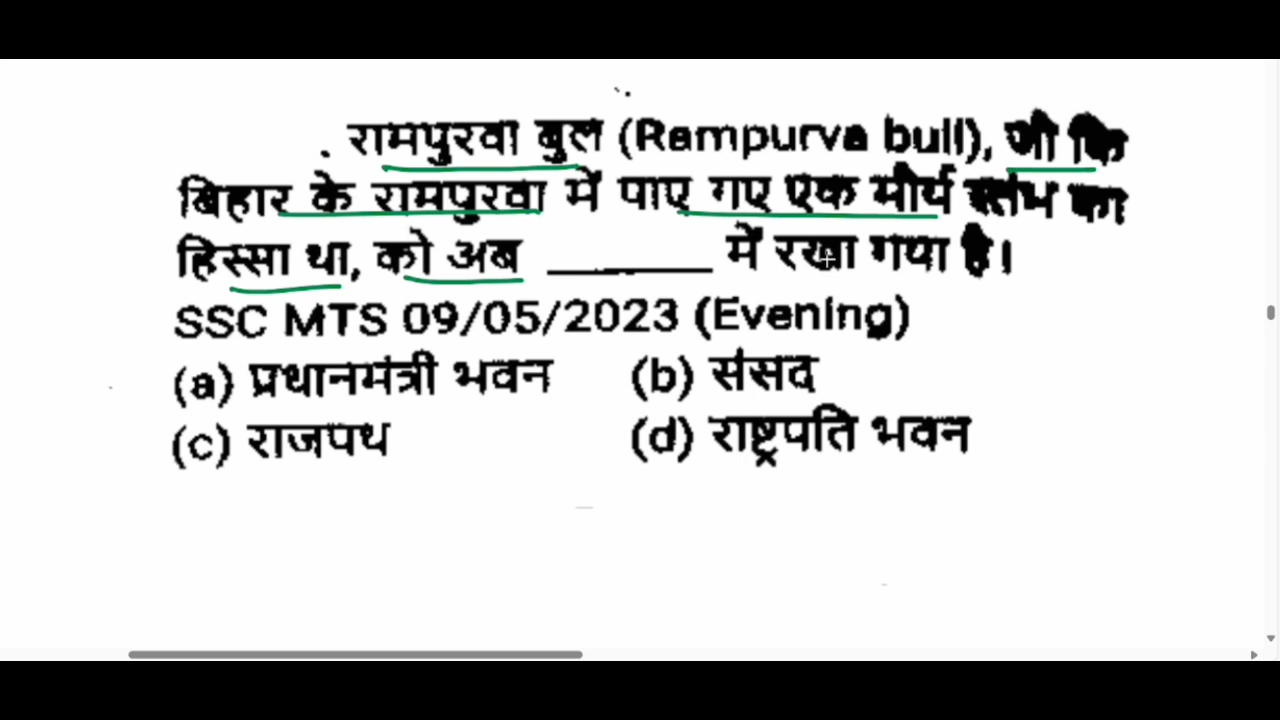 . रामपुरवा बुल (Rampurva bull), जो कि
बिहार के रामपुरवा में पाए गए एक मौर्य स्तंभ का
हिस्सा था, को अब ________ में रखा गया है।
SSC MTS 09/05/2023 (Evening)
(a) प्रधानमंत्री भवन (b) संसद
(c) राजपथ (d) राष्ट्रपति भवन